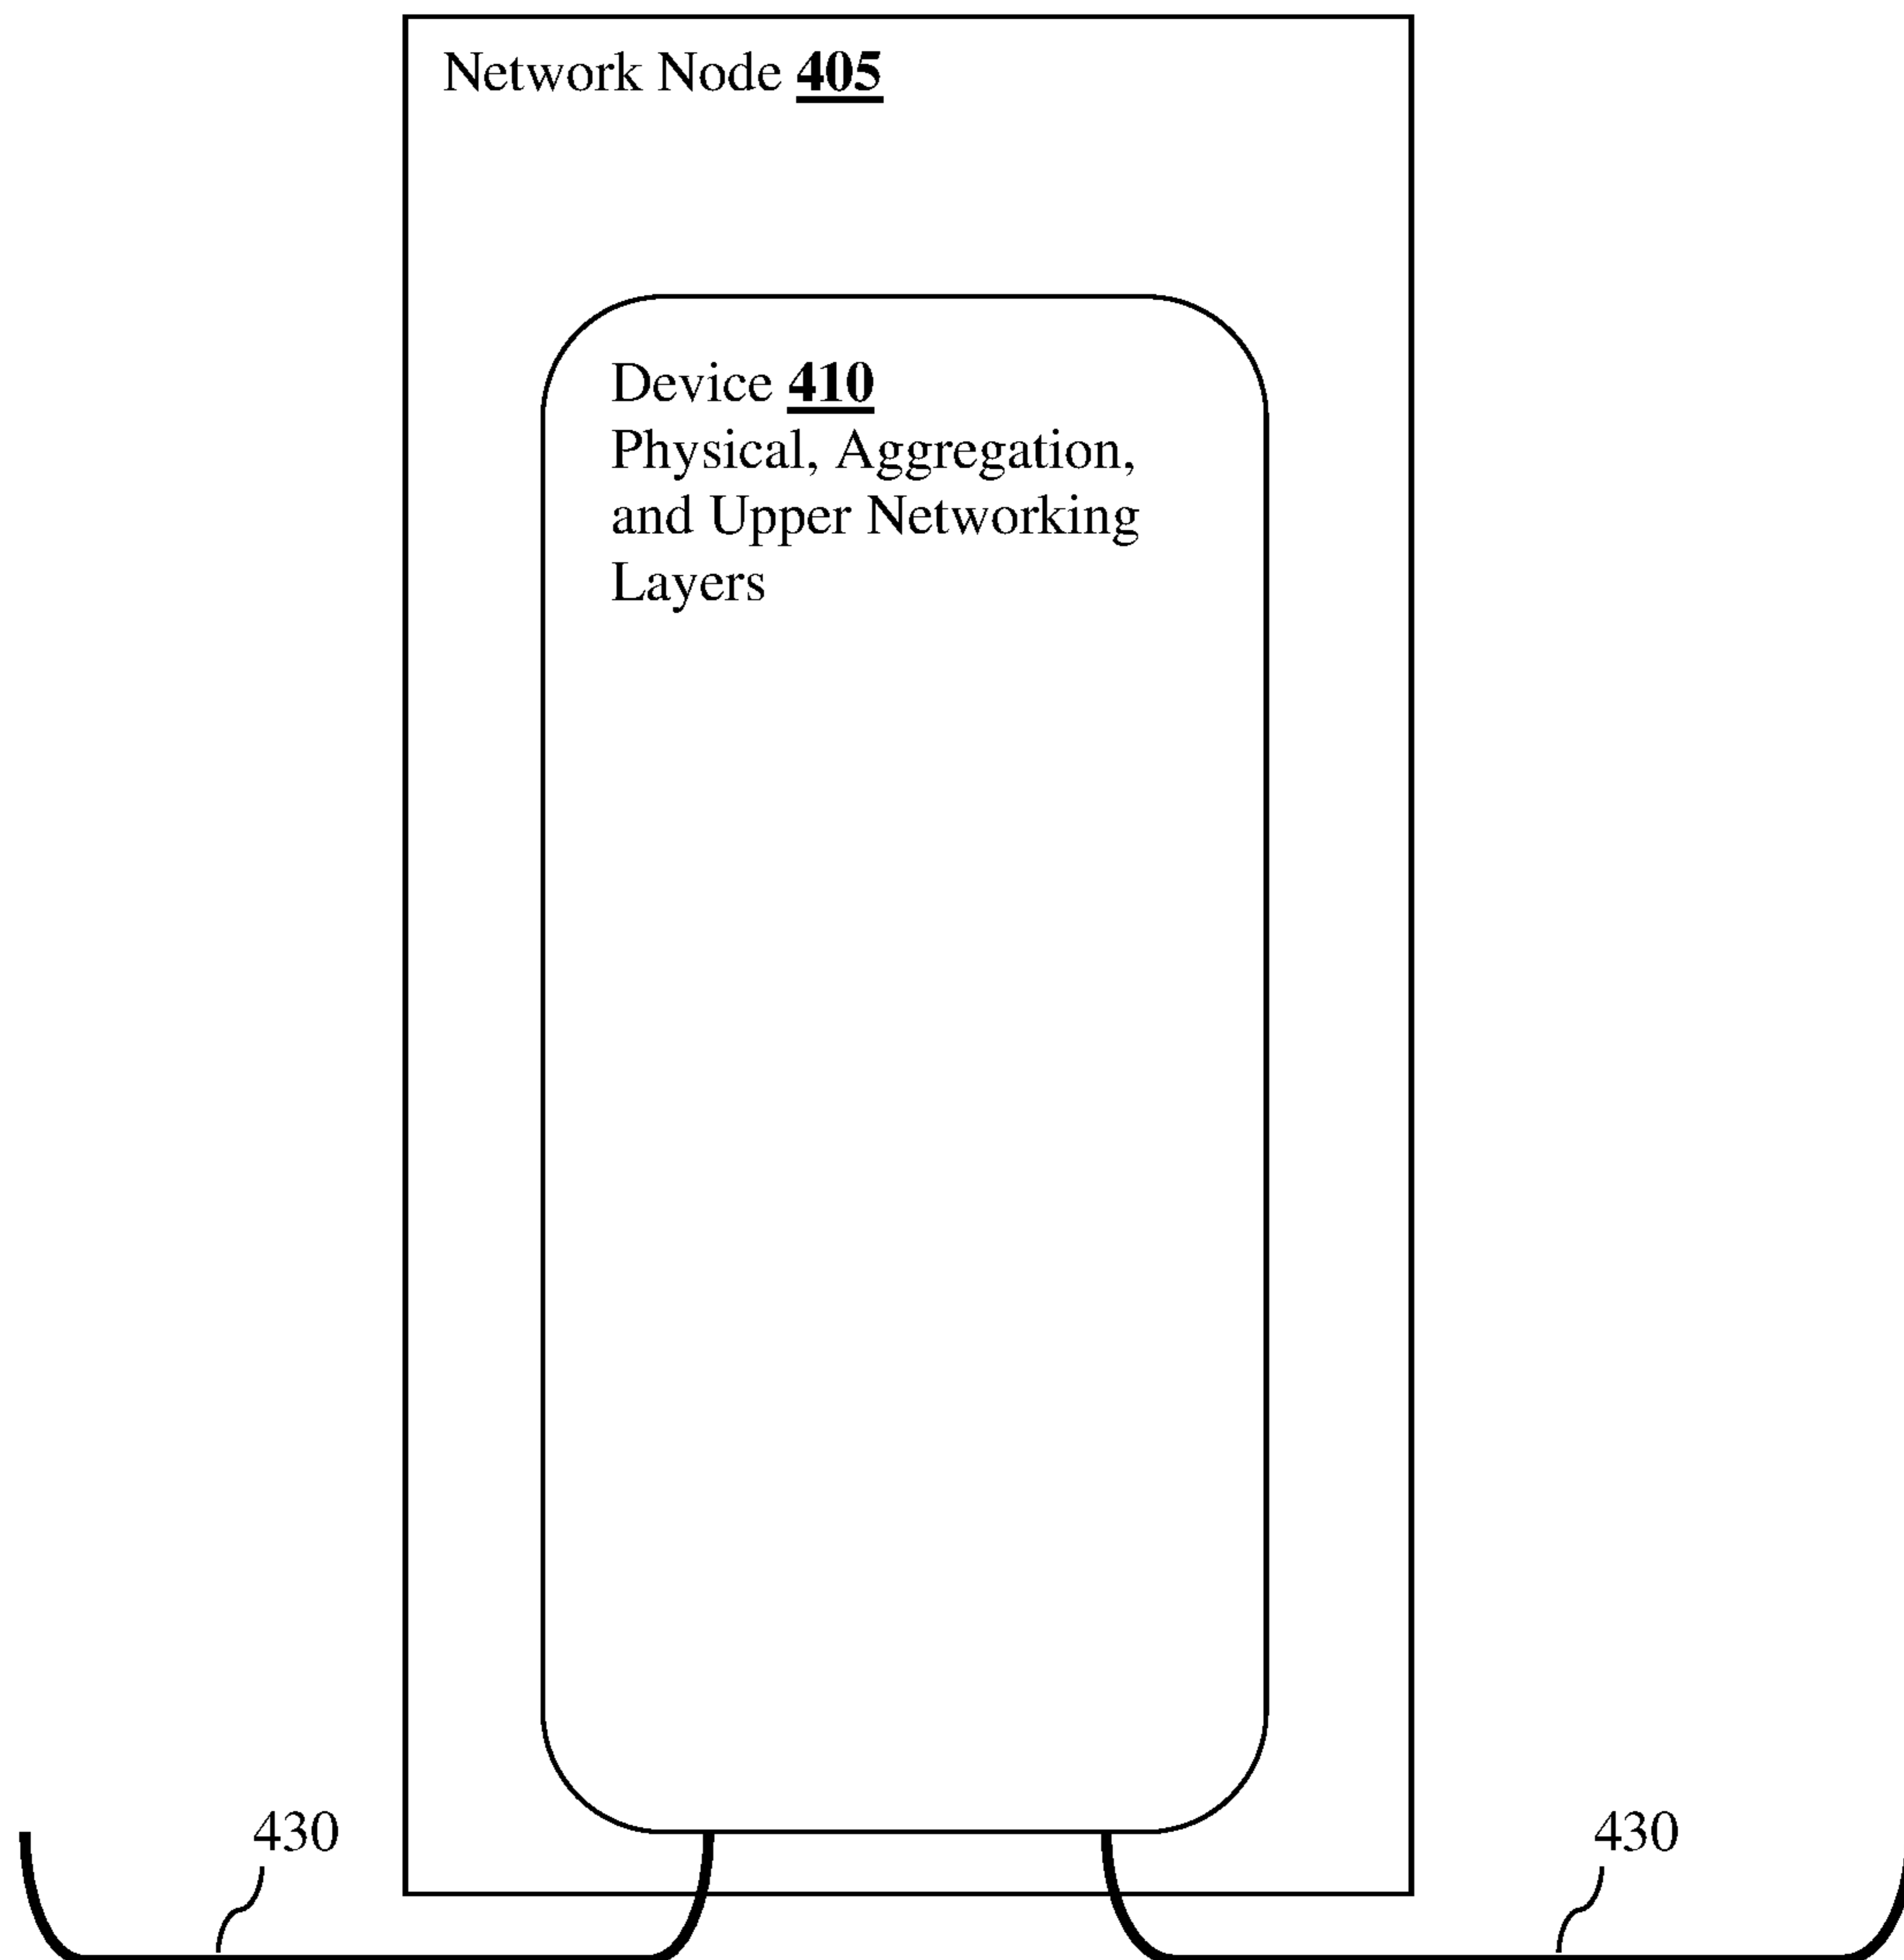 Network Node 405
Device 410
Physical, Aggregation,
and Upper Networking
Layers
430
430